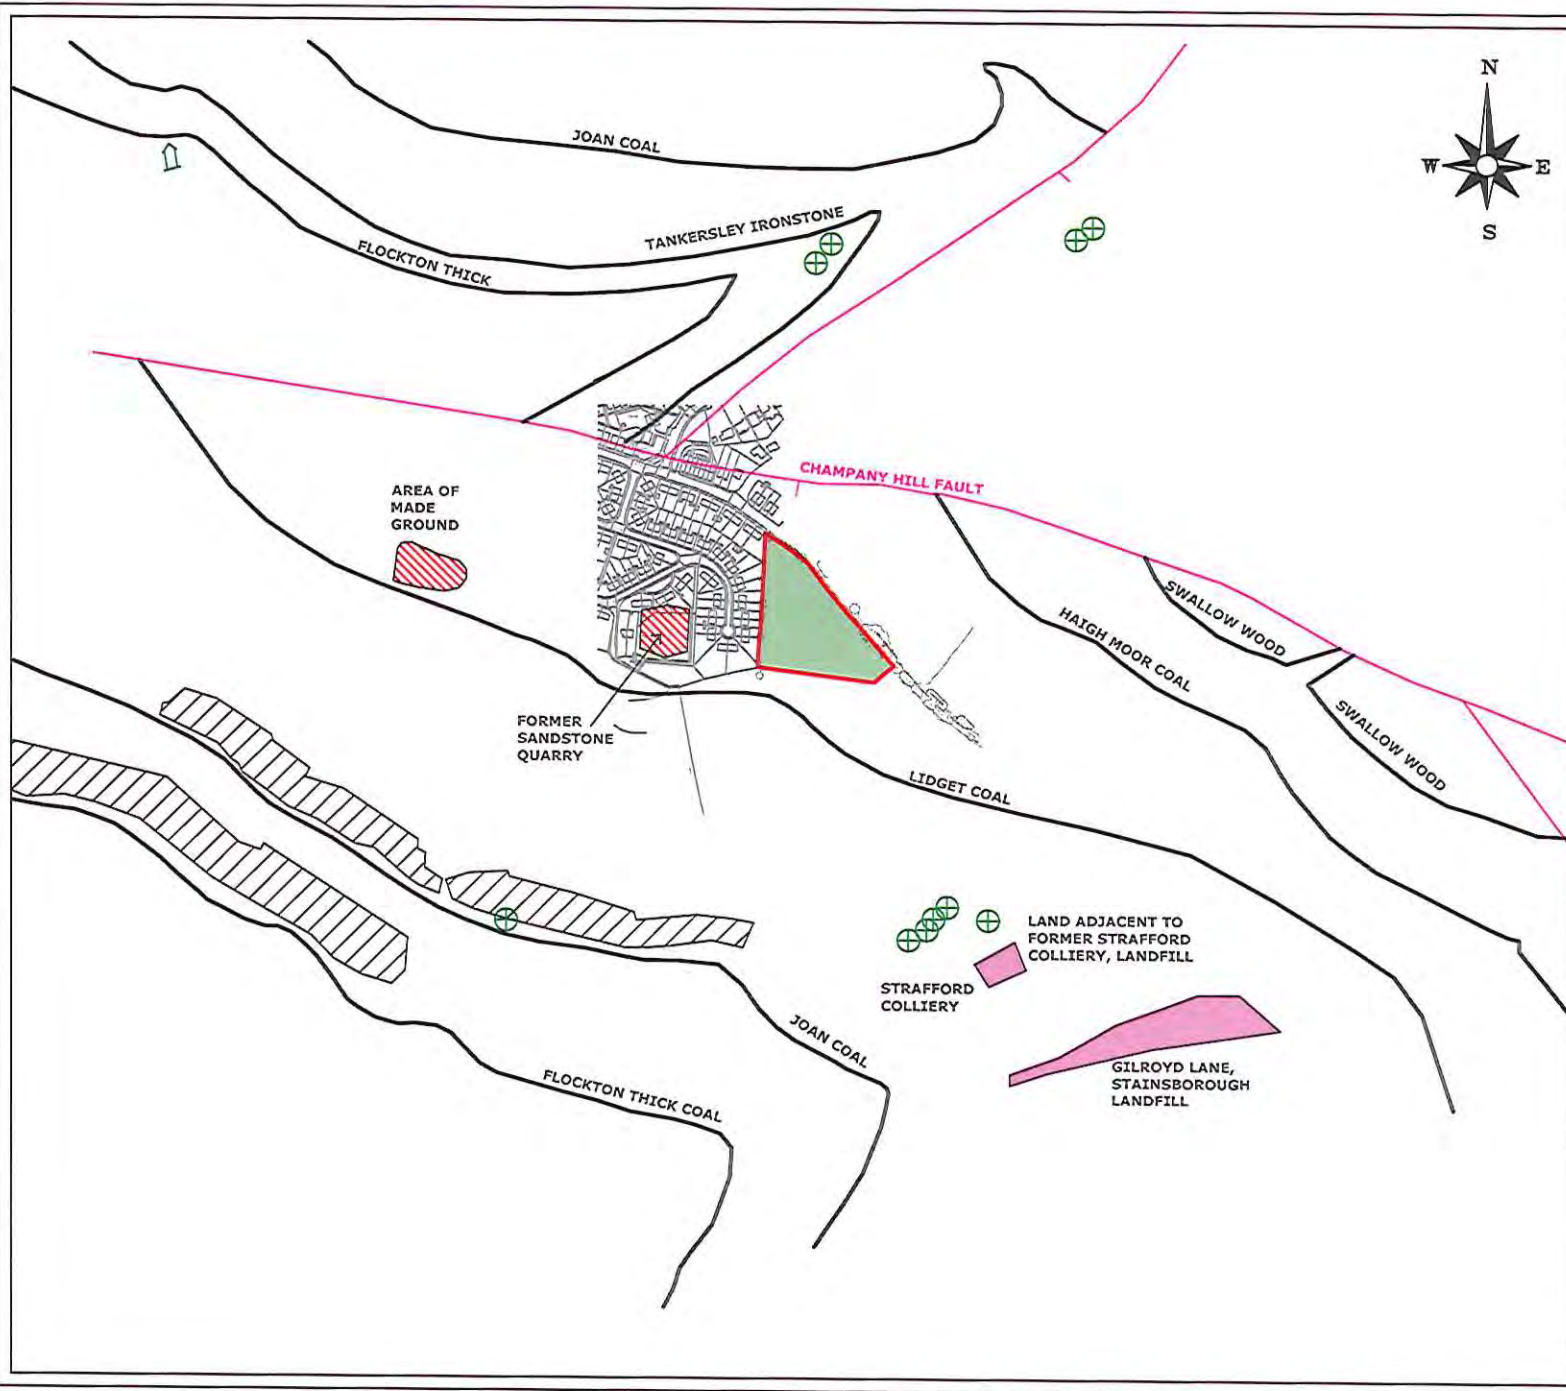 N
W
E
S
JOAN COAL
TANKERSLEY IRONSTONE
FLOCKTON THICK
CHAMPANY HILL FAULT
AREA OF
MADE
GROUND
SWALLOW WOOD
HAIGH MOOR COAL
FORMER
SANDSTONE
QUARRY
SWALLOW WOOD
LIDGET COAL
LAND ADJACENT TO
FORMER STRAFFORD
COLLIERY, LANDFILL
STRAFFORD
COLLIERY
JOAN COAL
GILROYD LANE,
STAINSBOROUGH
LANDFILL
FLOCKTON THICK COAL